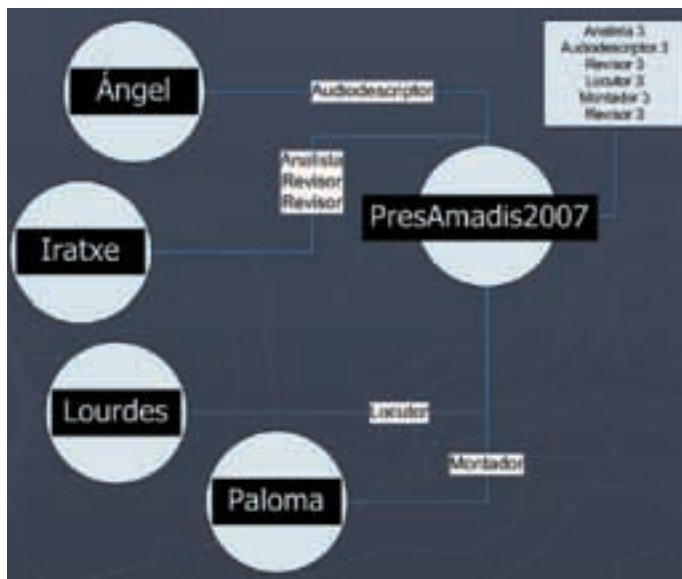 Ángel
Audiodescriptor
Analista 3
Audiodescriptor 3
Revisor 3
Locutor 3
Montador 3
Revisor 3
Analista
Revisor
Revisor
PresAmadis2007
Iratxe
Lourdes
Locutor
Montador
Paloma